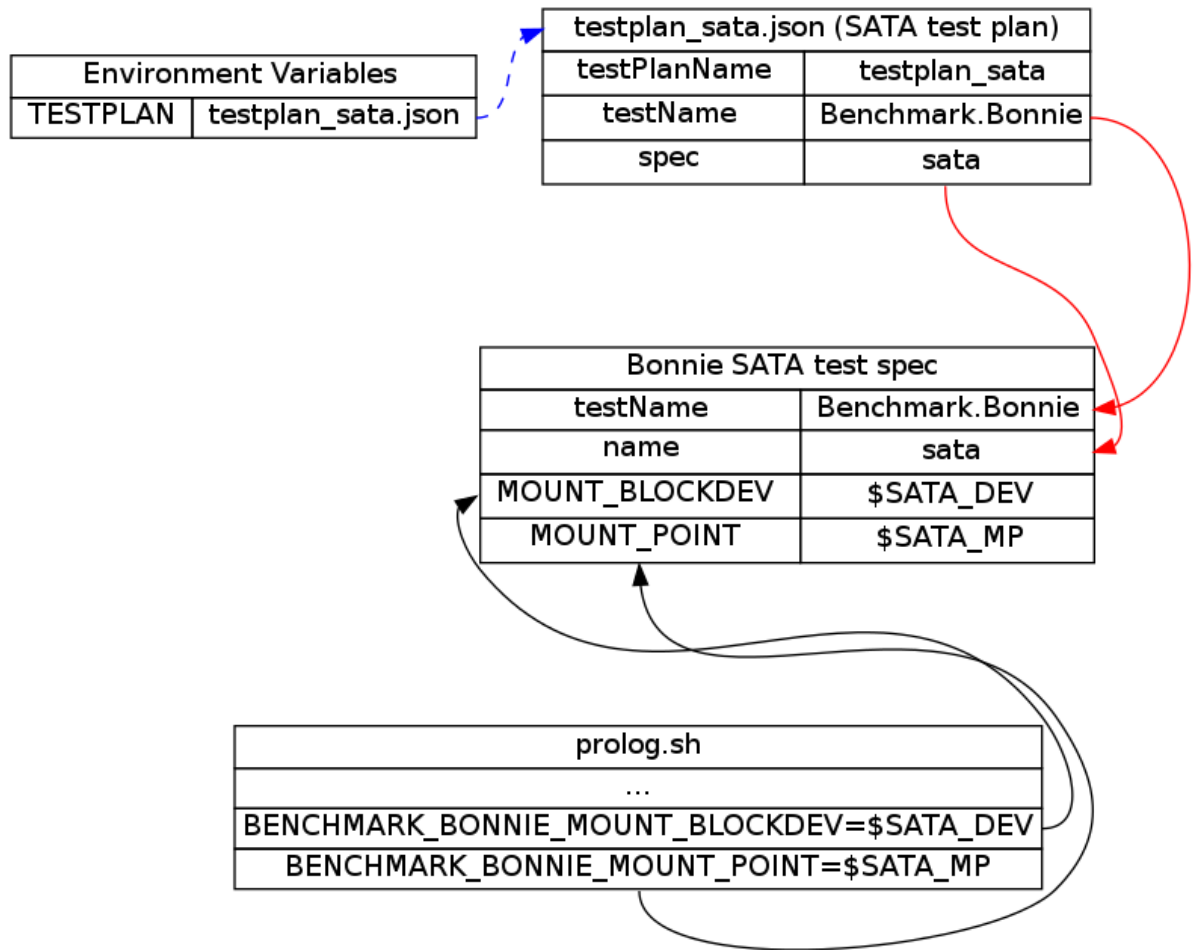 Environment Variables
TESTPLAN testplan_sata.json
testplan_sata.json (SATA test plan)
testPlanName testplan_sata
testName Benchmark.Bonnie
spec sata
Bonnie SATA test spec
testName Benchmark.Bonnie
name sata
MOUNT_BLOCKDEV $SATA_DEV
MOUNT_POINT $SATA_MP
prolog.sh
...
BENCHMARK_BONNIE_MOUNT_BLOCKDEV=$SATA_DEV
BENCHMARK_BONNIE_MOUNT_POINT=$SATA_MP